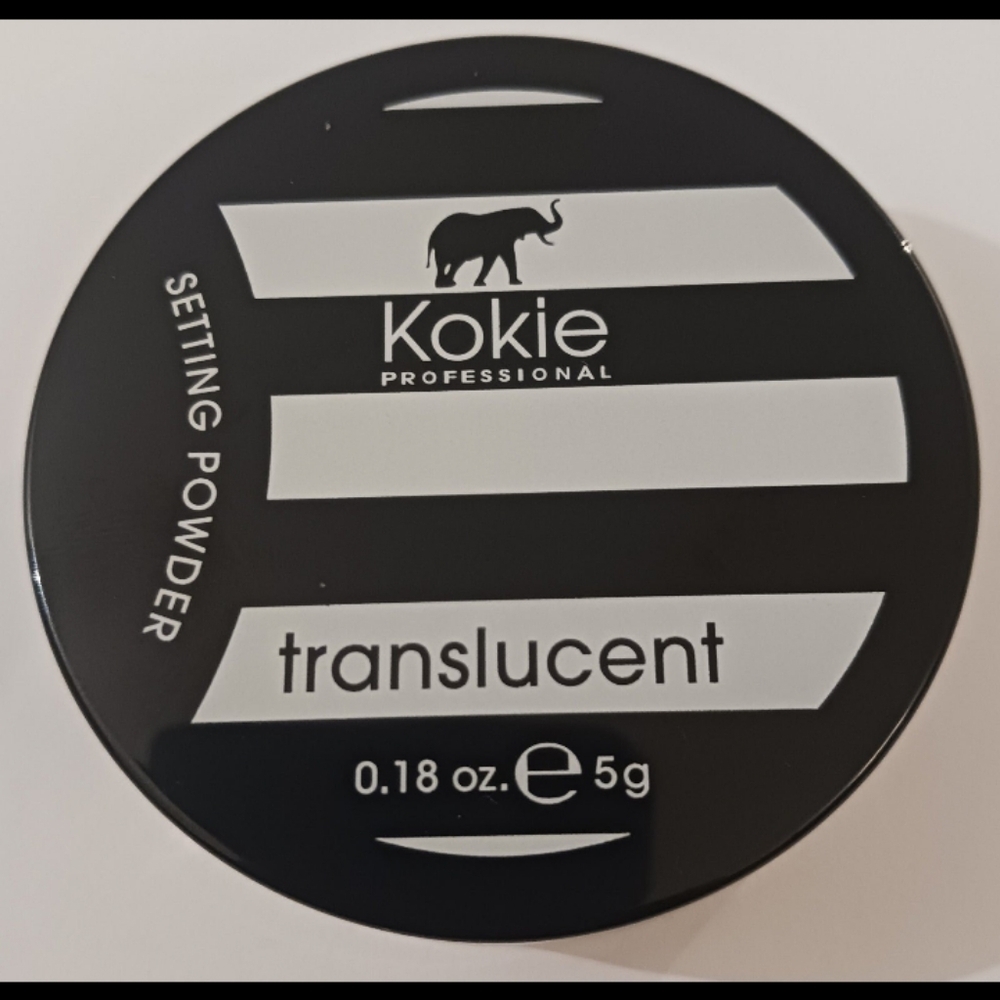 Kokie
PROFESSIONAL
SETTING POWDER
translucent
0.18 oz. ℮ 5g